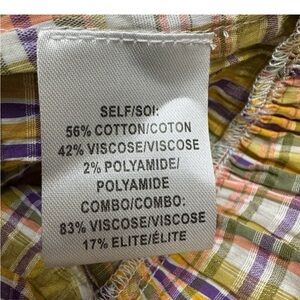 SELF/SOI:
56% COTTON/COTON
42% VISCOSE/VISCOSE
2% POLYAMIDE/
POLYAMIDE
COMBO/COMBO:
83% VISCOSE/VISCOSE
17% ELITE/ÉLITE